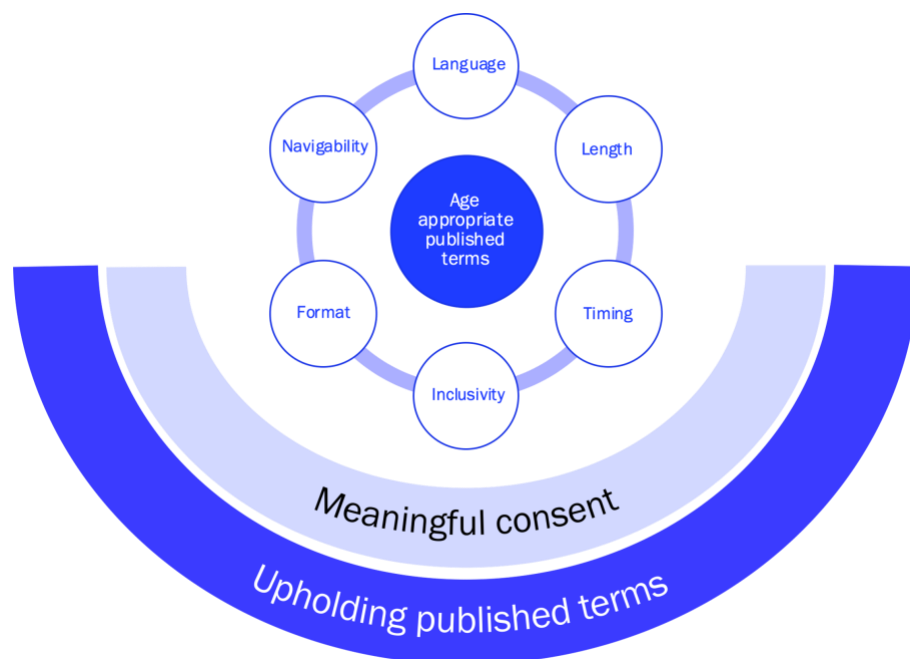 Language
Navigability
Length
Age
appropriate
published
terms
Format
Timing
Inclusivity
Meaningful consent
Upholding published terms